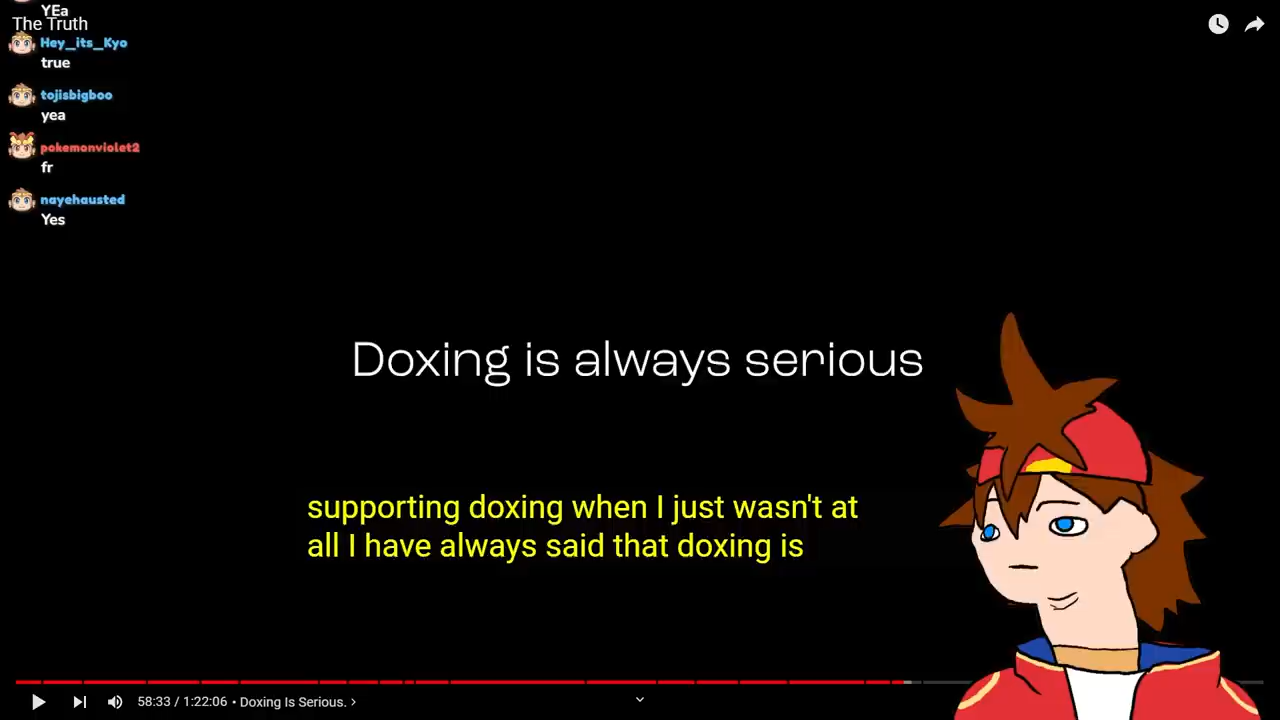 YEa
The Truth
Hey_its_Kyo
true
tojisbigboo
yea
pokemonviolet2
fr
nayehausted
Yes
Doxing is always serious
supporting doxing when I just wasn't at
all I have always said that doxing is
58:33 / 1:22:06 • Doxing Is Serious. >